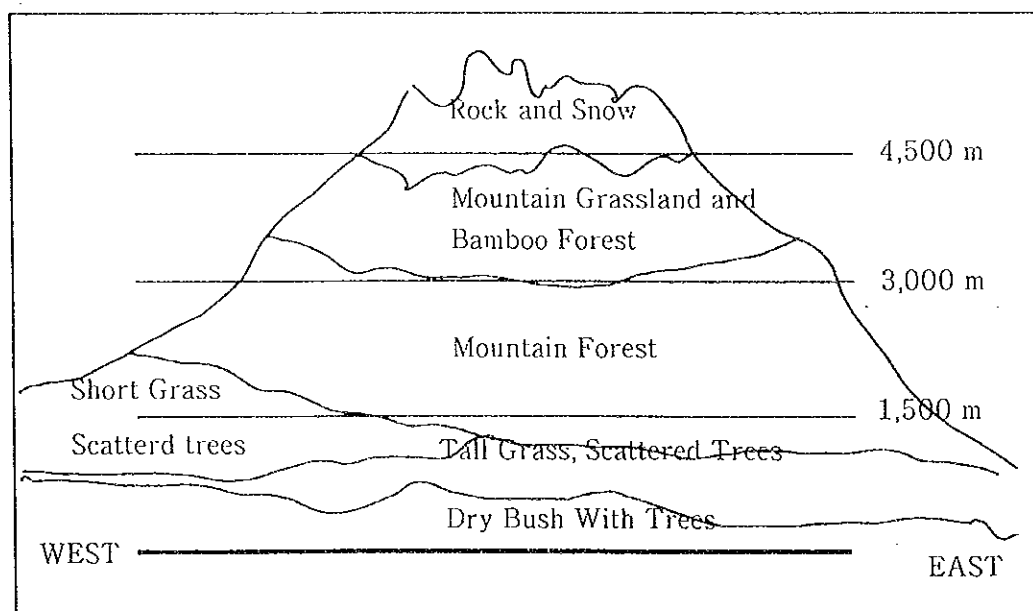 Rock and Snow
4,500 m
Mountain Grassland and
Bamboo Forest
3,000 m
Mountain Forest
Short Grass
1,500 m
Scatterd trees
Tall Grass, Scattered Trees
Dry Bush With Trees
WEST
EAST